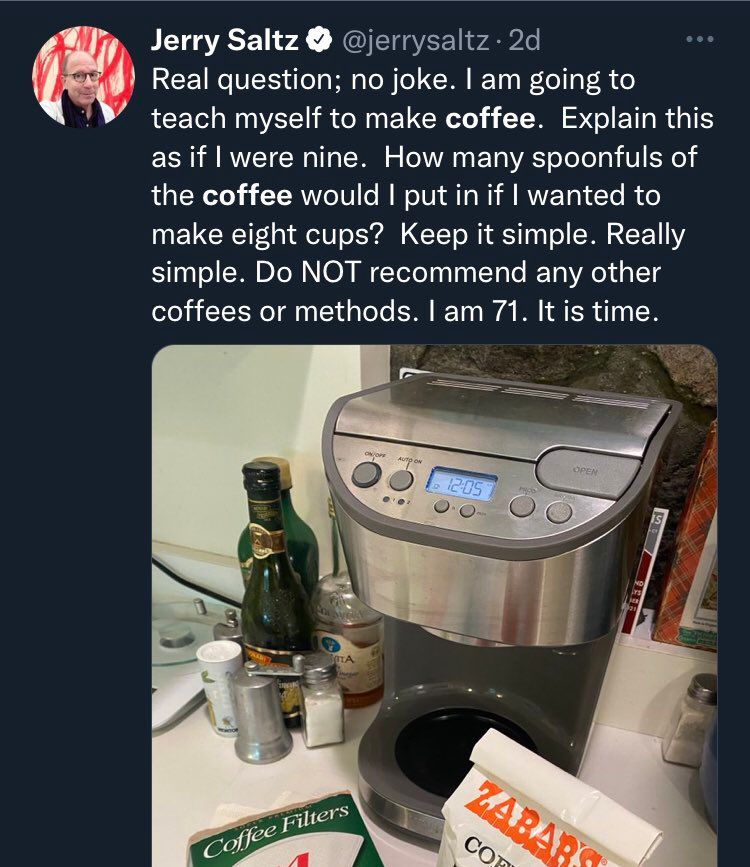 Jerry Saltz @jerrysaltz · 2d
Real question; no joke. I am going to
teach myself to make coffee.  Explain this
as if I were nine.  How many spoonfuls of
the coffee would I put in if I wanted to
make eight cups?  Keep it simple. Really
simple. Do NOT recommend any other
coffees or methods. I am 71. It is time.
ON/OFF
AUTO ON
12:05
OPEN
Coffee Filters
4
ZABAR'S